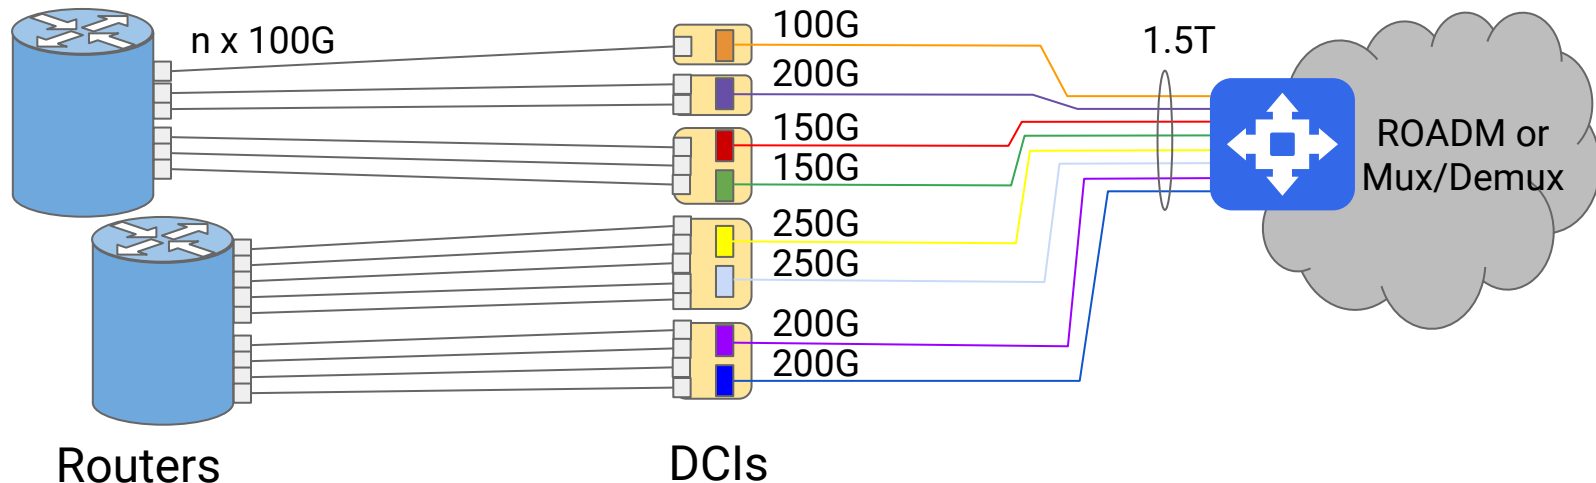 n x 100G
100G
200G
150G
150G
250G
250G
200G
200G
1.5T
ROADM or
Mux/Demux
Routers
DCIs